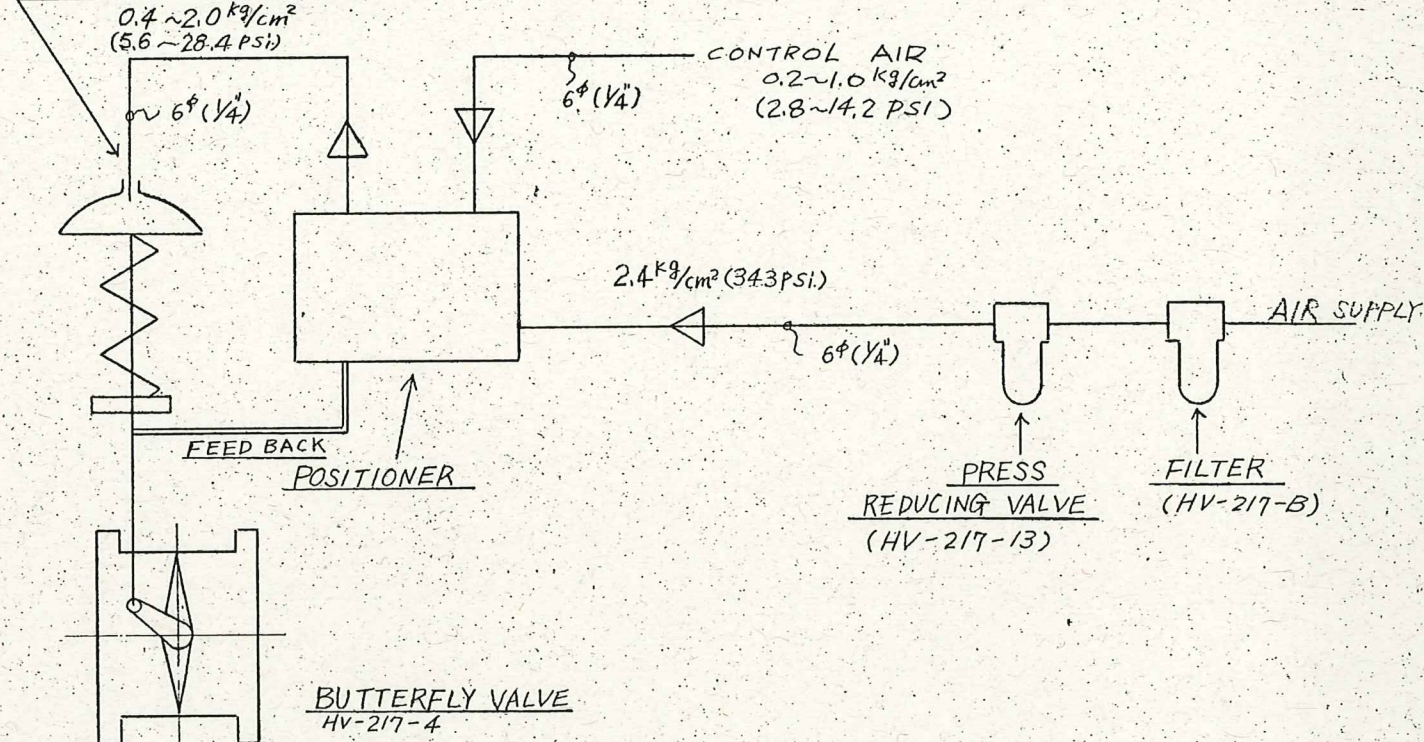 0.4~2.0 kg/cm²
(5.6~28.4 PSi)
6φ (1/4")
CONTROL AIR
0.2~1.0 kg/cm²
(2.8~14.2 PSI)
6φ (1/4")
2.4 kg/cm² (343 PSi.)
6φ (1/4")
AIR SUPPLY
FEED BACK
POSITIONER
PRESS
REDUCING VALVE
(HV-217-13)
FILTER
(HV-217-B)
BUTTERFLY VALVE
HV-217-4